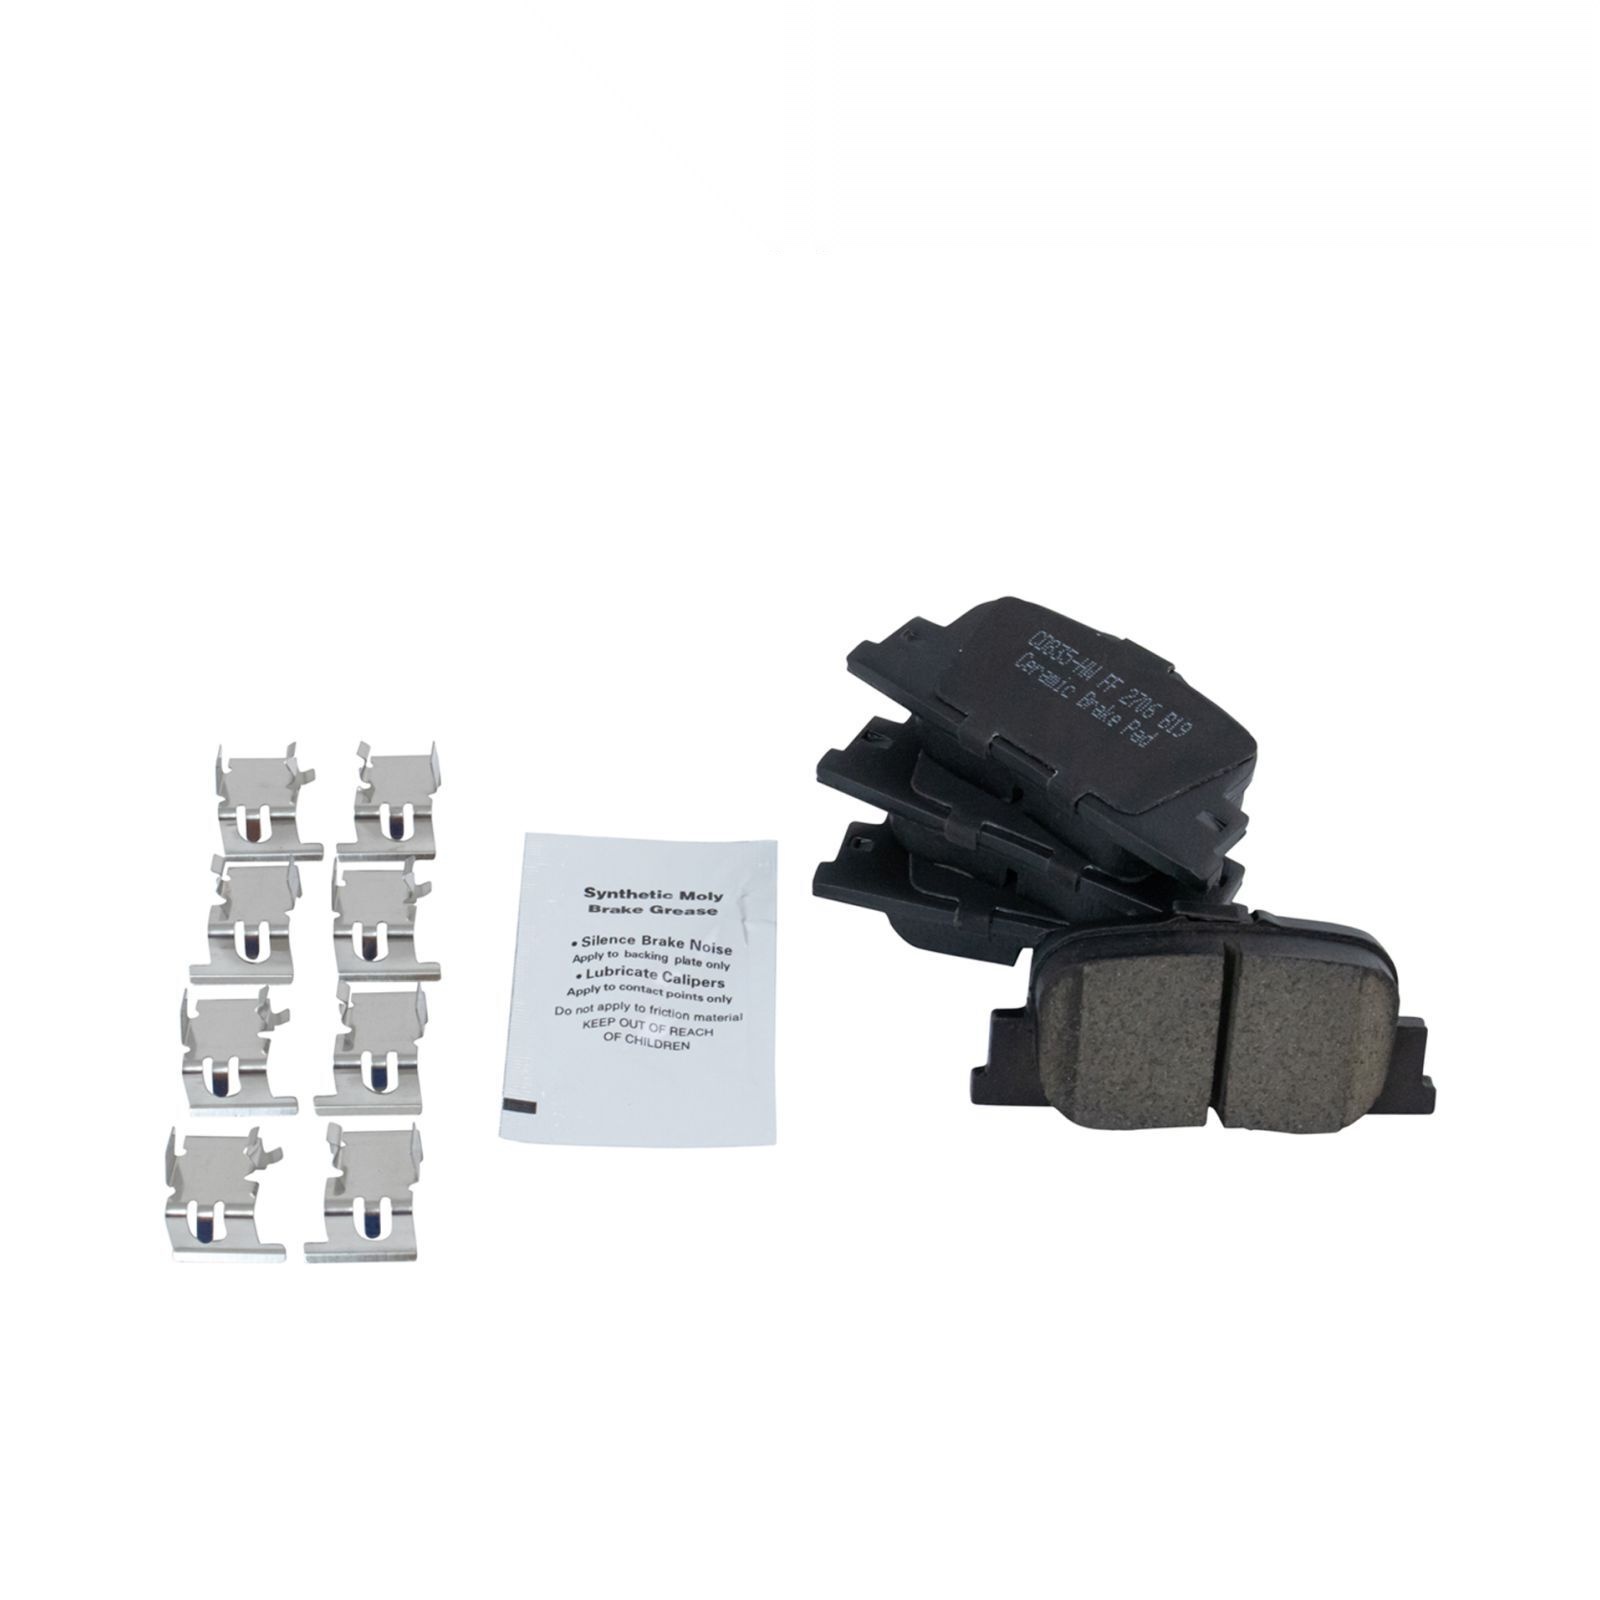 CD835-HW FF 2706 B19
Ceramic Brake Pad
Synthetic Moly
Brake Grease
• Silence Brake Noise
Apply to backing plate only
• Lubricate Calipers
Apply to contact points only
Do not apply to friction material
KEEP OUT OF REACH
OF CHILDREN